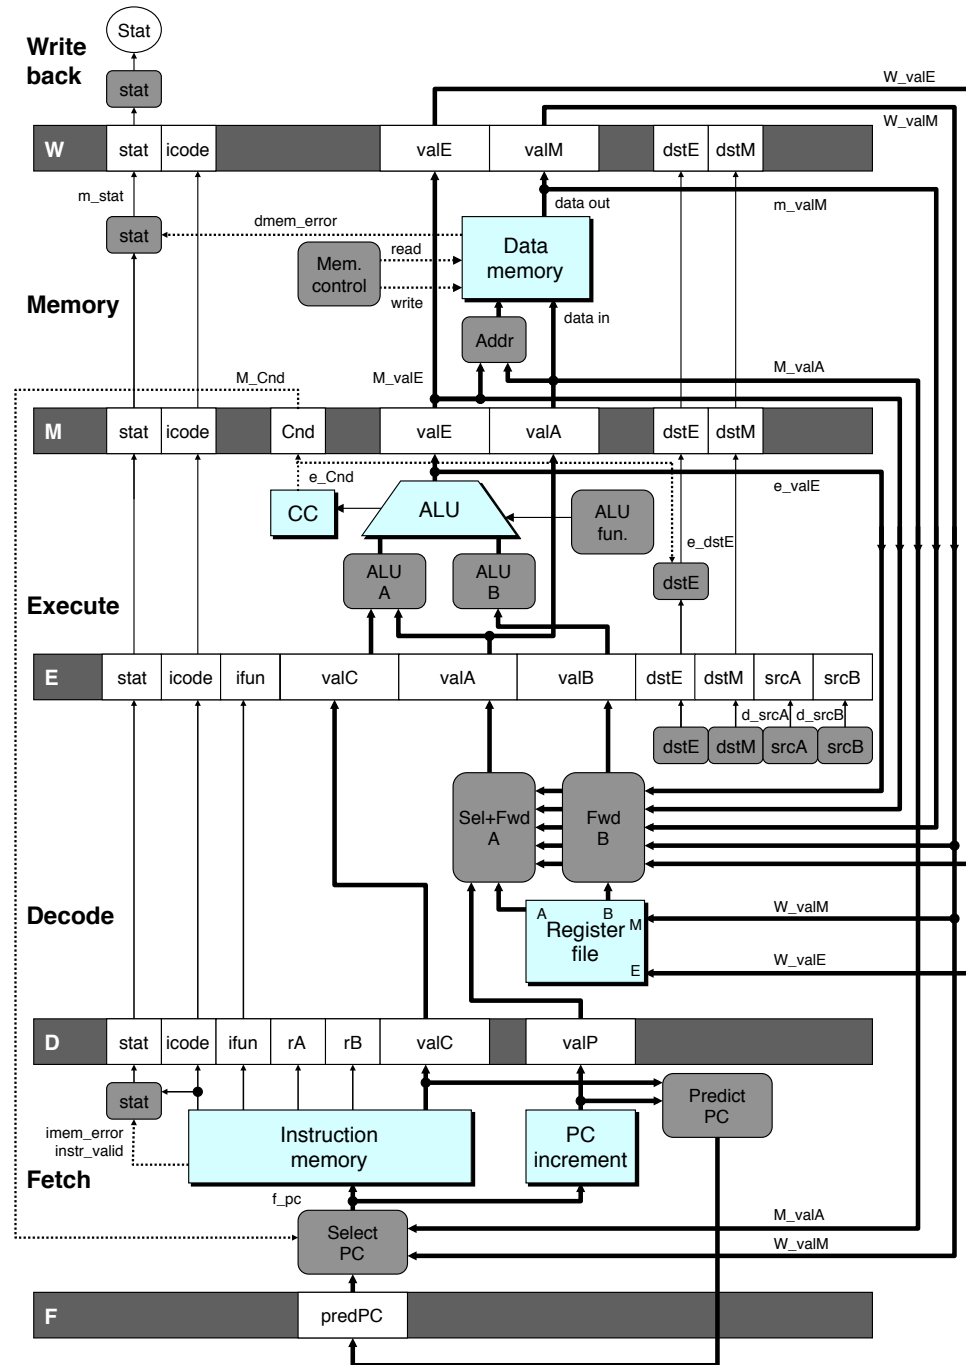 Stat
Write
back
stat
W_valE
W_valM
W
stat
icode
valE
valM
dstE
dstM
m_stat
data out
m_valM
stat
dmem_error
read
Mem.
control
write
Data
memory
Memory
Addr
data in
M_Cnd
M_valE
M_valA
M
stat
icode
Cnd
valE
valA
dstE
dstM
e_Cnd
e_valE
CC
ALU
ALU
fun.
e_dstE
ALU
A
ALU
B
dstE
Execute
E
stat
icode
ifun
valC
valA
valB
dstE
dstM
srcA
srcB
d_srcA
d_srcB
dstE
dstM
srcA
srcB
Sel+Fwd
A
Fwd
B
Decode
A
B
M
Register
file
E
W_valM
W_valE
D
stat
icode
ifun
rA
rB
valC
valP
stat
Predict
PC
imem_error
instr_valid
Instruction
memory
PC
increment
Fetch
f_pc
Select
PC
M_valA
W_valM
F
predPC